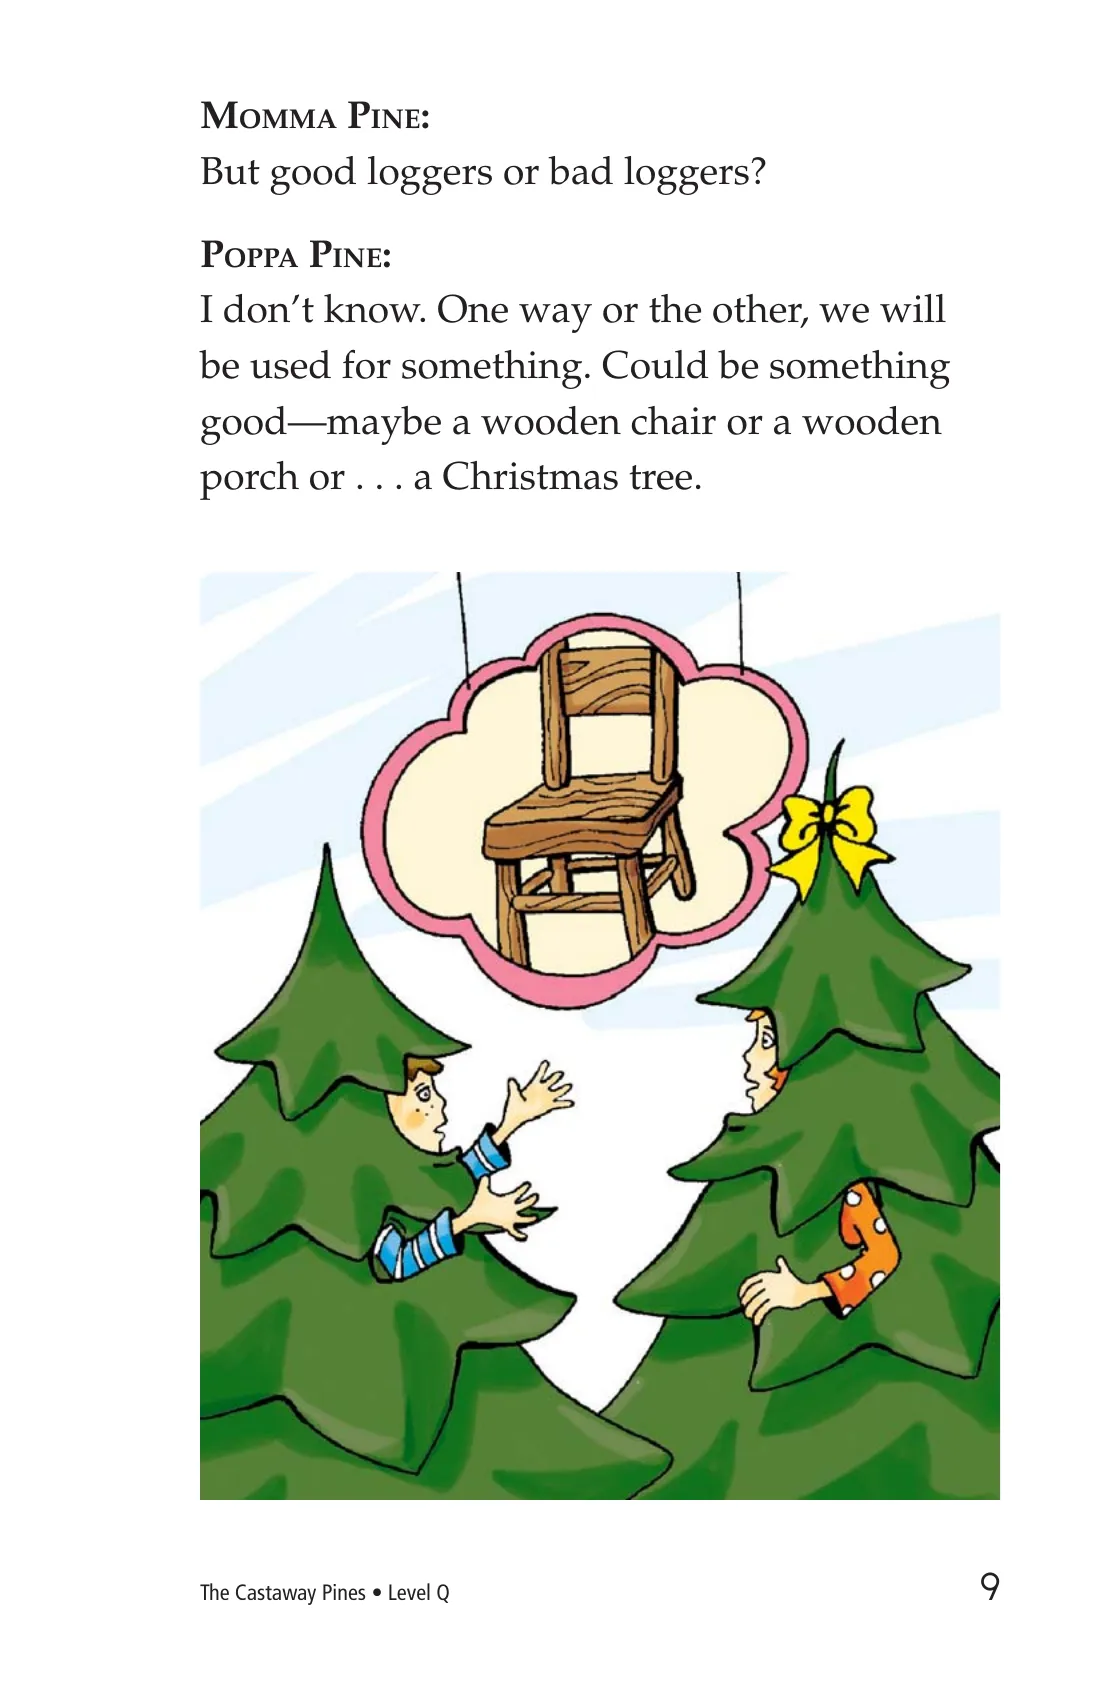 MOMMA PINE:
But good loggers or bad loggers?
POPPA PINE:
I don’t know. One way or the other, we will
be used for something. Could be something
good—maybe a wooden chair or a wooden
porch or . . . a Christmas tree.
The Castaway Pines • Level Q
9